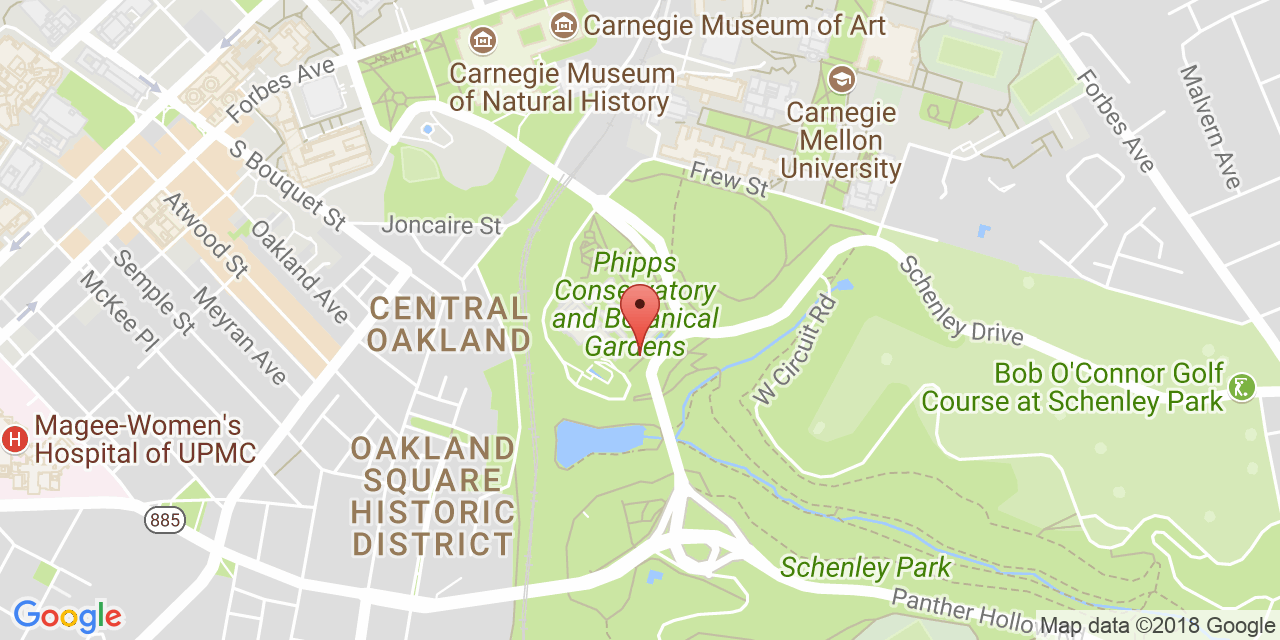 Carnegie Museum of Art
Carnegie Museum
of Natural History
Forbes Ave
Carnegie
Mellon
University
Forbes Ave
Malvern Ave
S Bouquet St
Frew St
Atwood St
Oakland Ave
Joncaire St
Semple St
McKee Pl
Meyran Ave
CENTRAL
OAKLAND
Phipps
Conservatory
and Botanical
Gardens
Schenley Drive
W Circuit Rd
Bob O'Connor Golf
Course at Schenley Park
H
Magee-Women's
Hospital of UPMC
OAKLAND
SQUARE
HISTORIC
DISTRICT
885
Schenley Park
Panther Hollow
Google
Map data ©2018 Google